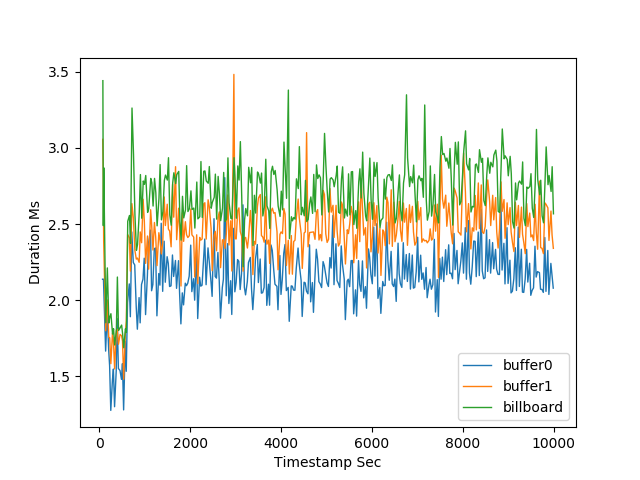 3.5
3.0
2.5
2.0
1.5
Duration Ms
0 2000 4000 6000 8000 10000
Timestamp Sec
buffer0
buffer1
billboard